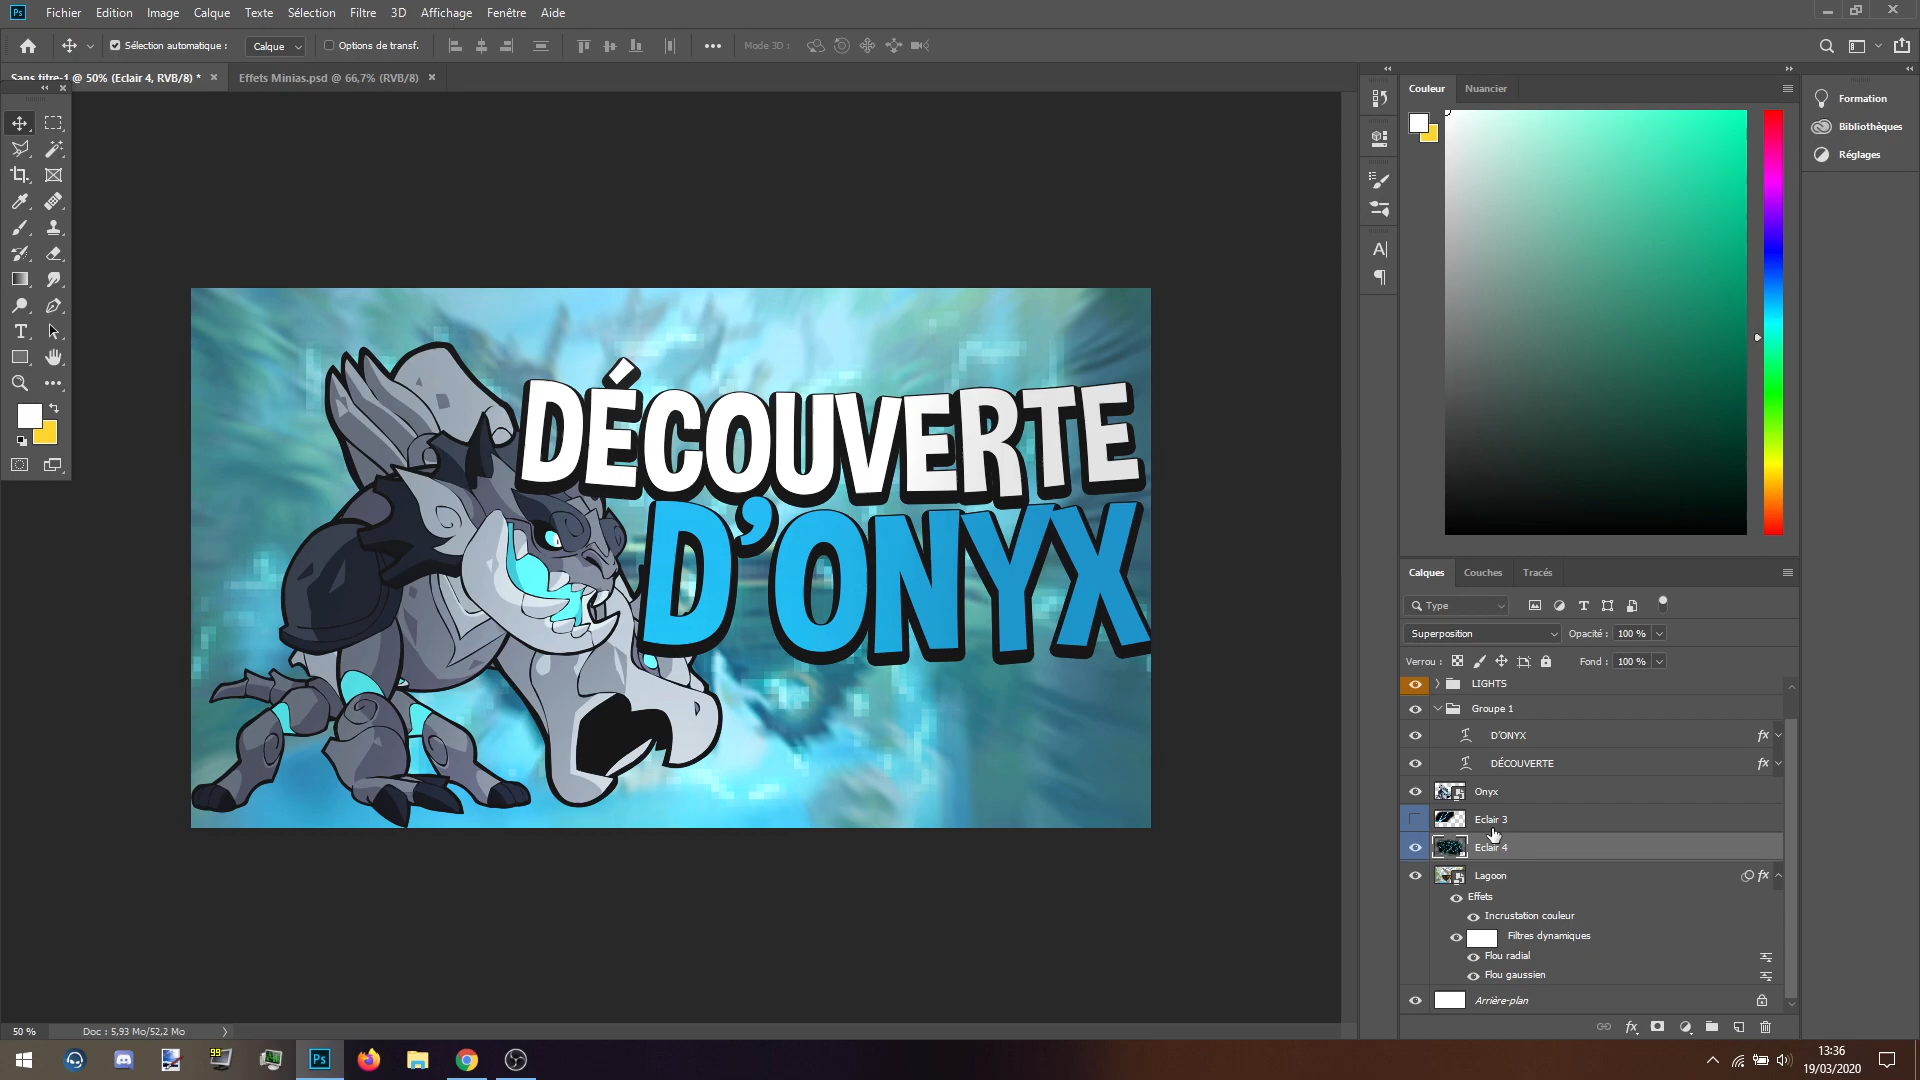 Ps Fichier Edition Image Calque Texte Sélection Filtre 3D Affichage Fenêtre Aide
Sélection automatique : Calque Options de transf. Mode 3D :
Sans titre-1 @ 50% (Eclair 4, RVB/8) * Effets Minias.psd @ 66,7% (RVB/8)
Couleur Nuancier
Formation
Bibliothèques
Réglages
DÉCOUVERTE
D'ONYX
Calques Couches Tracés
Type
Superposition Opacité : 100 %
Verrou : Fond : 100 %
LIGHTS
Groupe 1
D'ONYX fx
DÉCOUVERTE fx
Onyx
Eclair 3
Eclair 4
Lagoon fx
Effets
Incrustation couleur
Filtres dynamiques
Flou radial
Flou gaussien
Arrière-plan
50 % Doc : 5,93 Mo/52,2 Mo
fx
99
Ps
13:36
19/03/2020